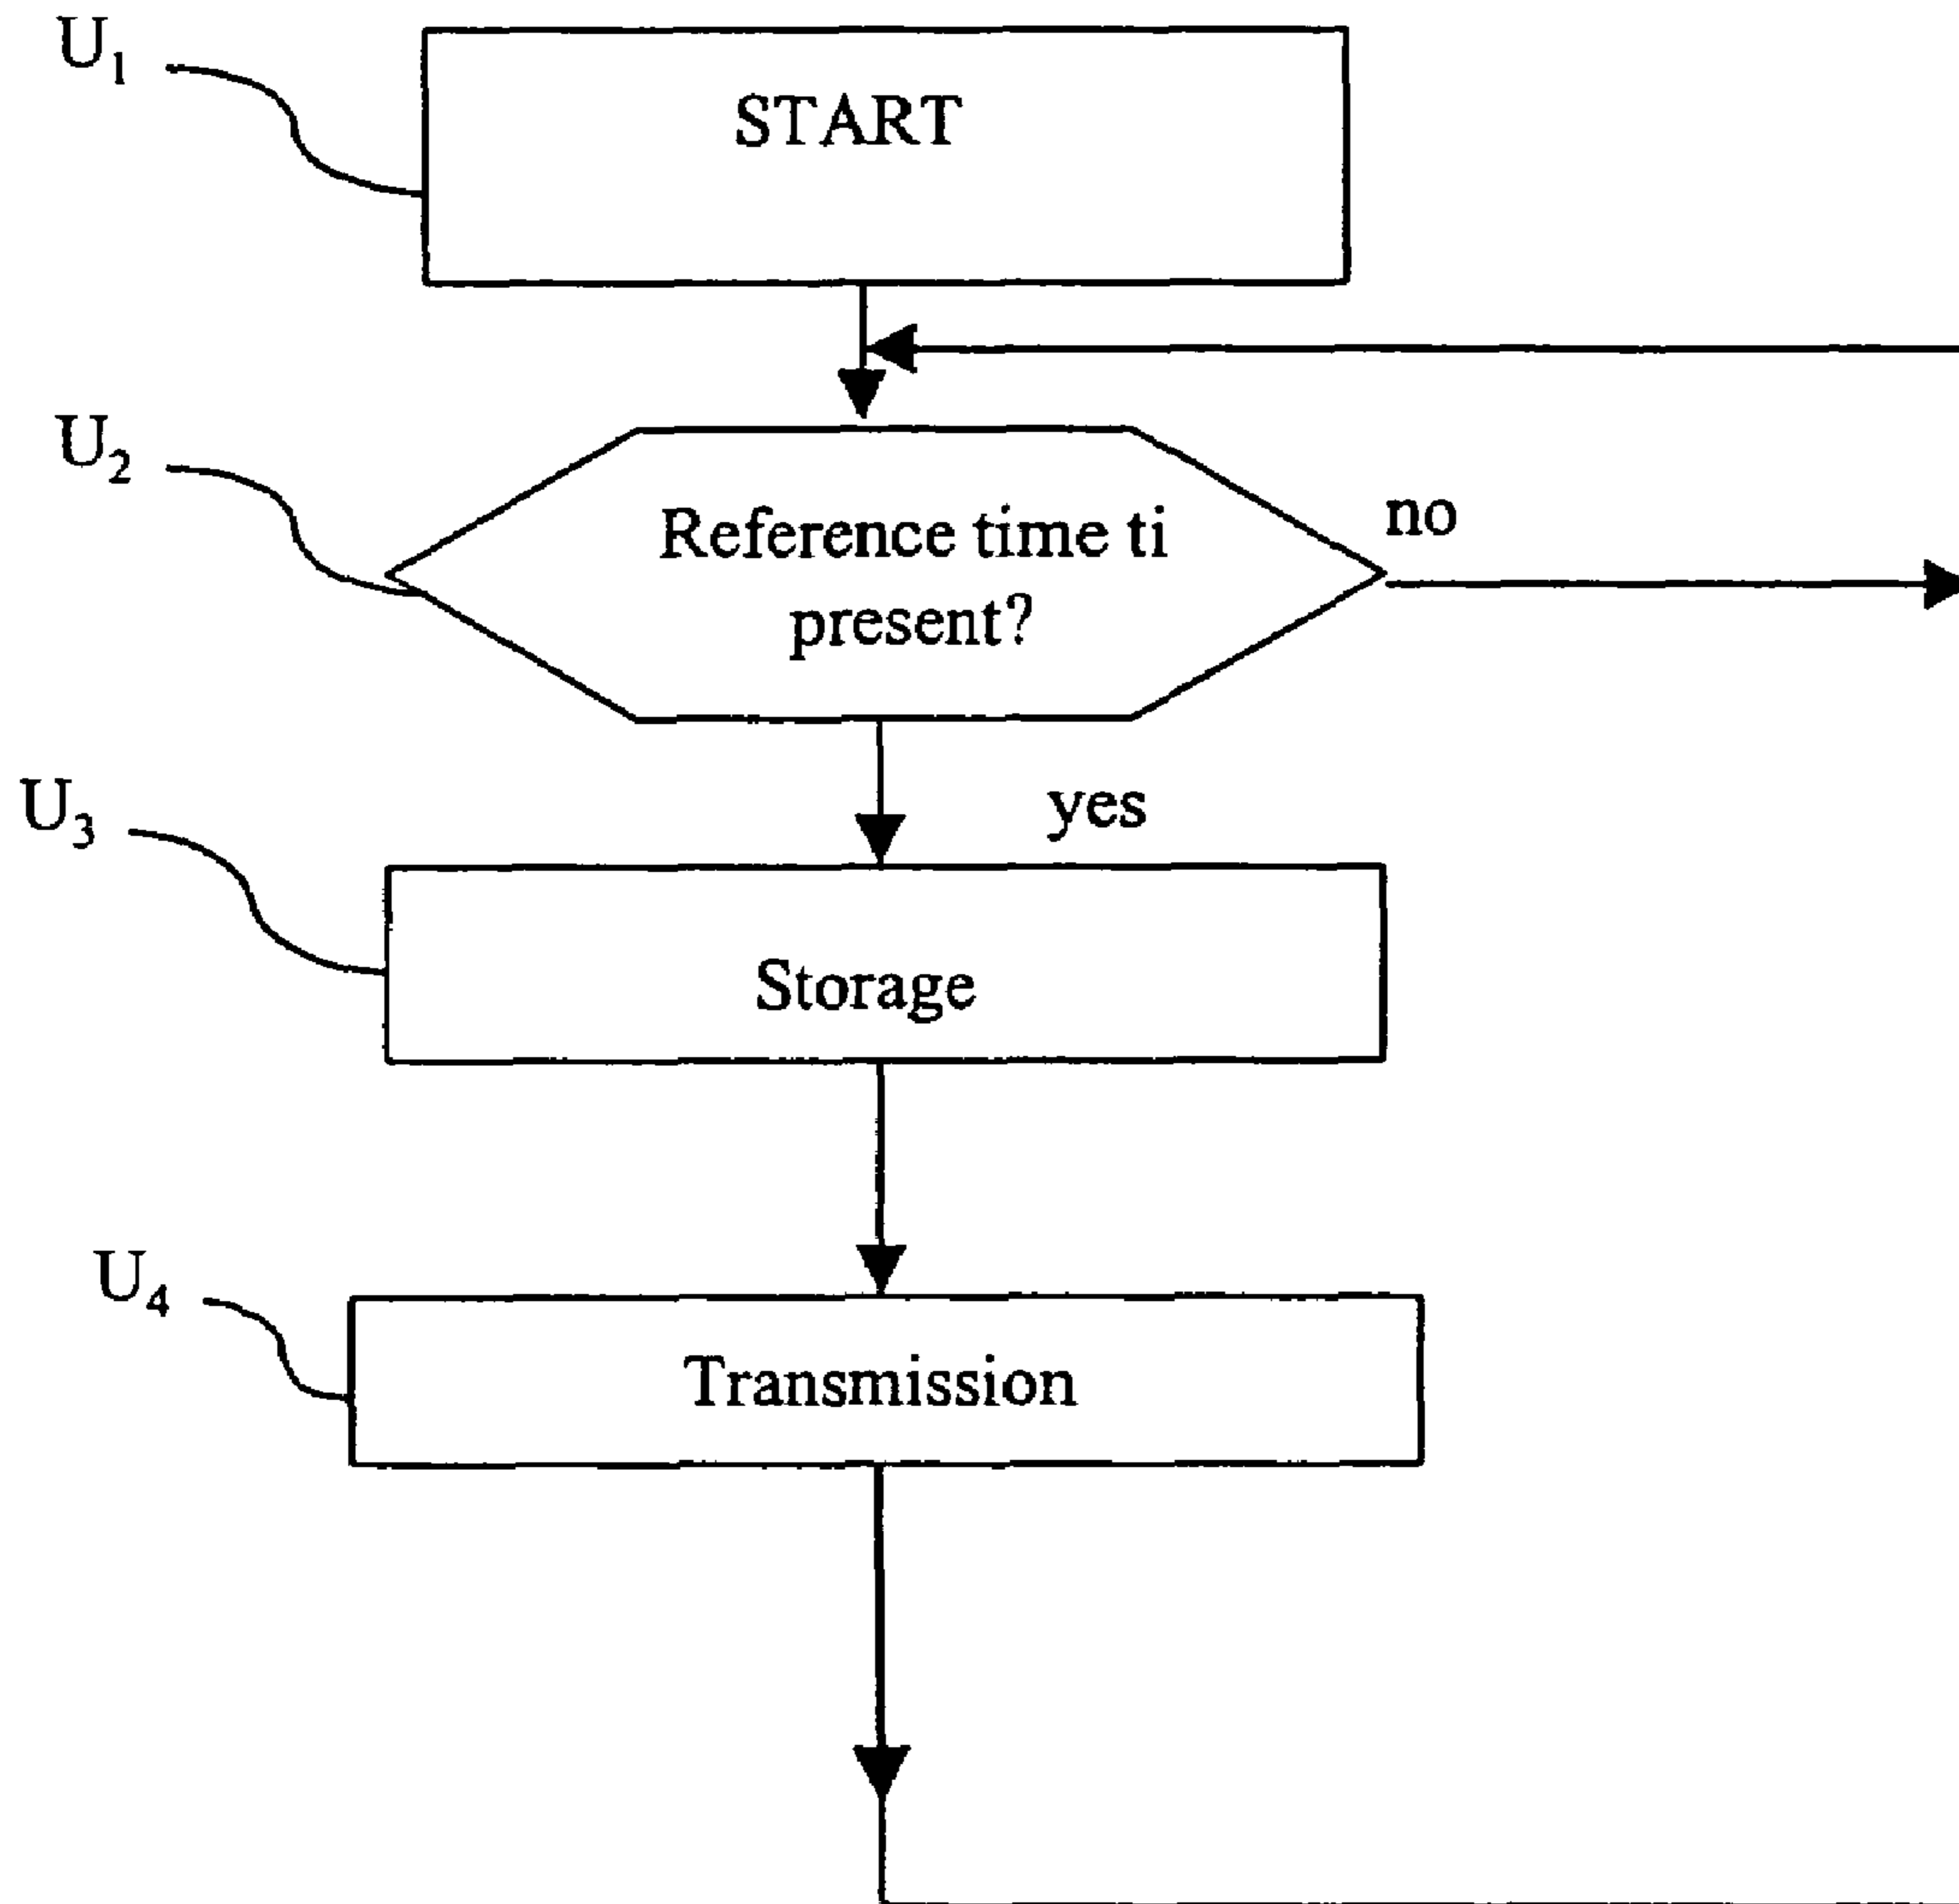 U1
START
U2
Reference time ti
present?
no
yes
U3
Storage
U4
Transmission